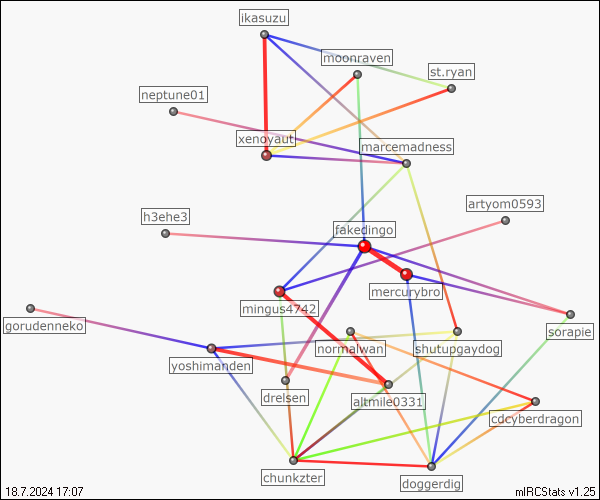 ikasuzu
moonraven
st.ryan
neptune01
xenoyaut
marcemadness
artyom0593
h3ehe3
fakedingo
mercurybro
mingus4742
gorudenneko
sorapie
normalwan
shutupgaydog
yoshimanden
drelsen
altmile0331
cdcyberdragon
chunkzter
doggerdig
18.7.2024 17:07
mIRCStats v1.25